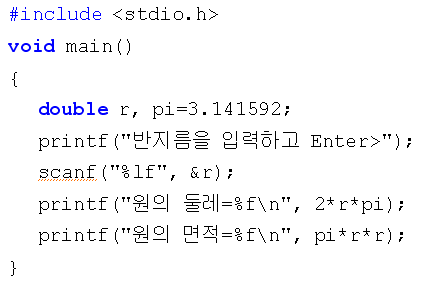 #include <stdio.h>
void main()
{
double r, pi=3.141592;
printf("반지름을 입력하고 Enter>");
scanf("%lf", &r);
printf("원의 둘레=%f\n", 2*r*pi);
printf("원의 면적=%f\n", pi*r*r);
}